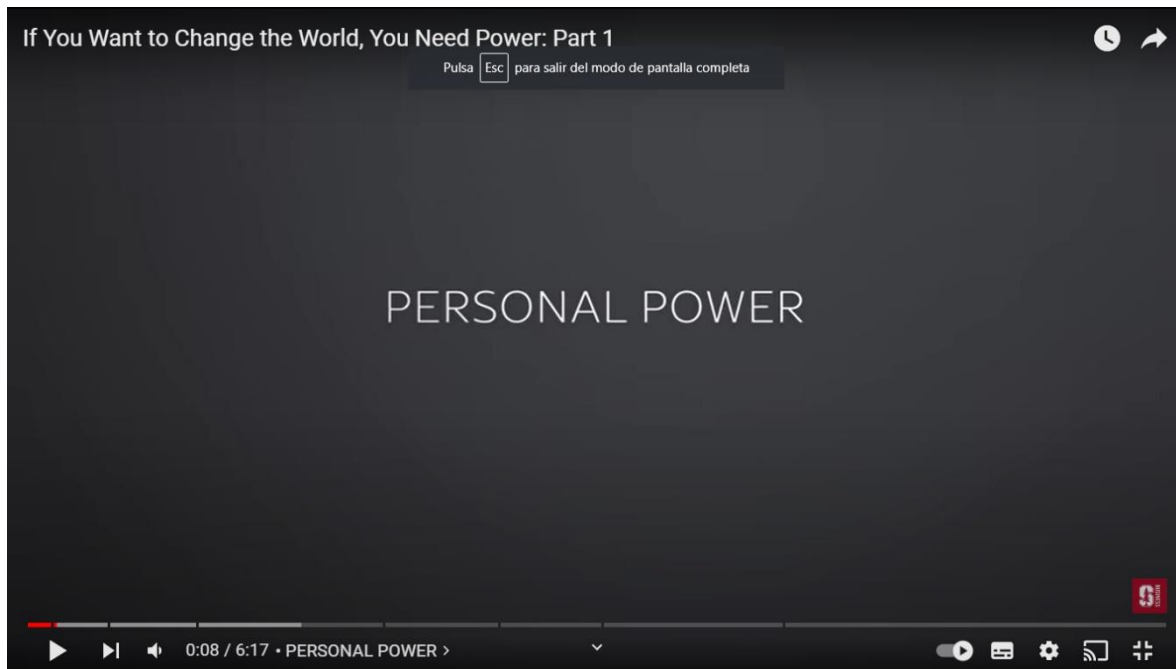 If You Want to Change the World, You Need Power: Part 1
Pulsa Esc para salir del modo de pantalla completa
PERSONAL POWER
0:08 / 6:17 • PERSONAL POWER >